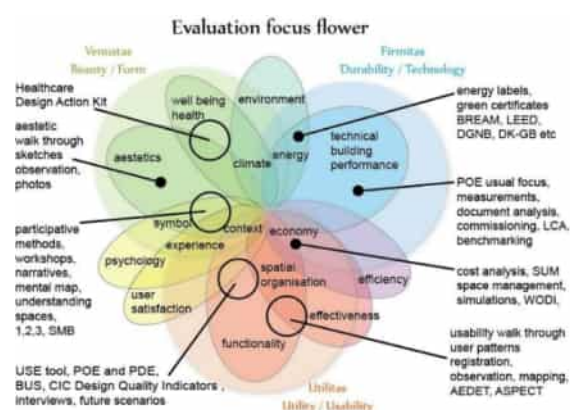 Evaluation focus flower
Venustas
Beauty / Form
Firmitas
Durability / Technology
Healthcare
Design Action Kit
aestetic
walk through
sketches
observation,
photos
participative
methods,
workshops,
narratives,
mental map,
understanding
spaces,
1,2,3, SMB
USE tool, POE and PDE,
BUS, CIC Design Quality Indicators,
interviews, future scenarios
well being
health
environment
aestetics
climate
energy
technical
building
performance
symbol
context
economy
experience
psychology
user
satisfaction
spatial
organisation
efficiency
effectiveness
functionality
energy labels,
green certificates
BREAM, LEED,
DGNB, DK-GB etc
POE usual focus,
measurements,
document analysis,
commissioning. LCA,
benchmarking
cost analysis, SUM
space management,
simulations, WODI,
usability walk through
user patterns
registration,
observation, mapping,
AEDET, ASPECT
Utilitas
Utility / Usability